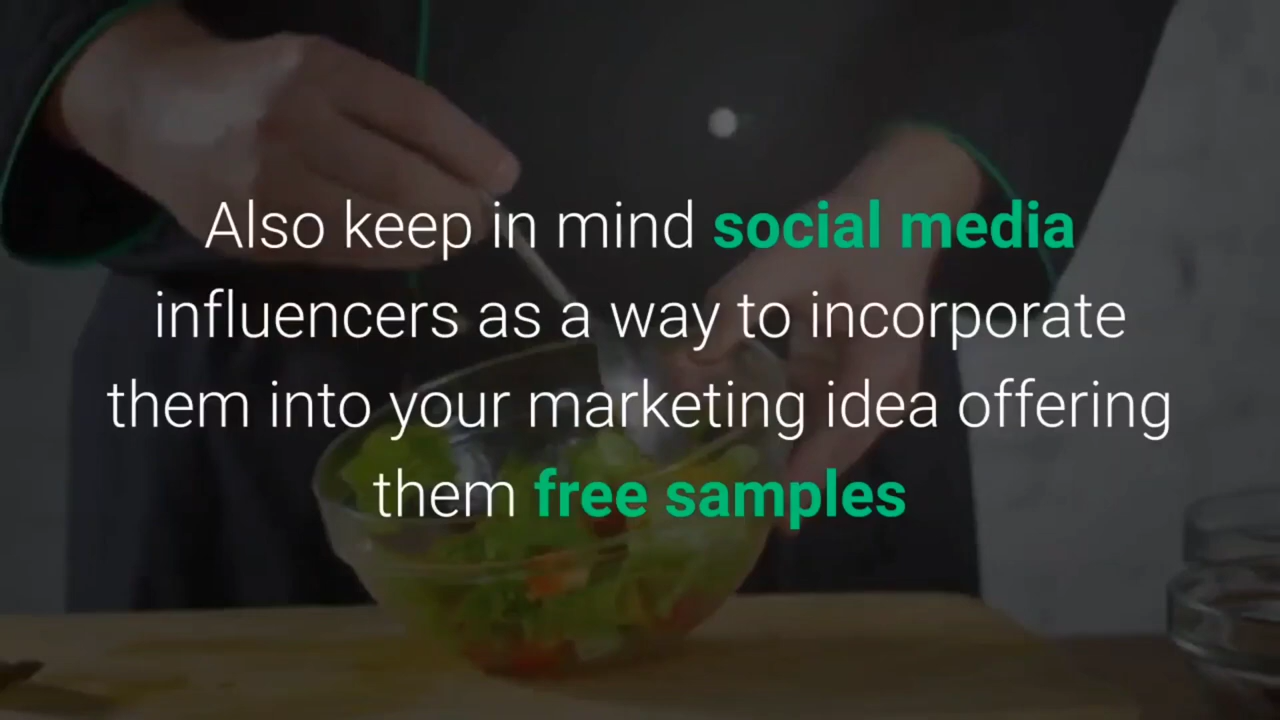 Also keep in mind social media
influencers as a way to incorporate
them into your marketing idea offering
them free samples